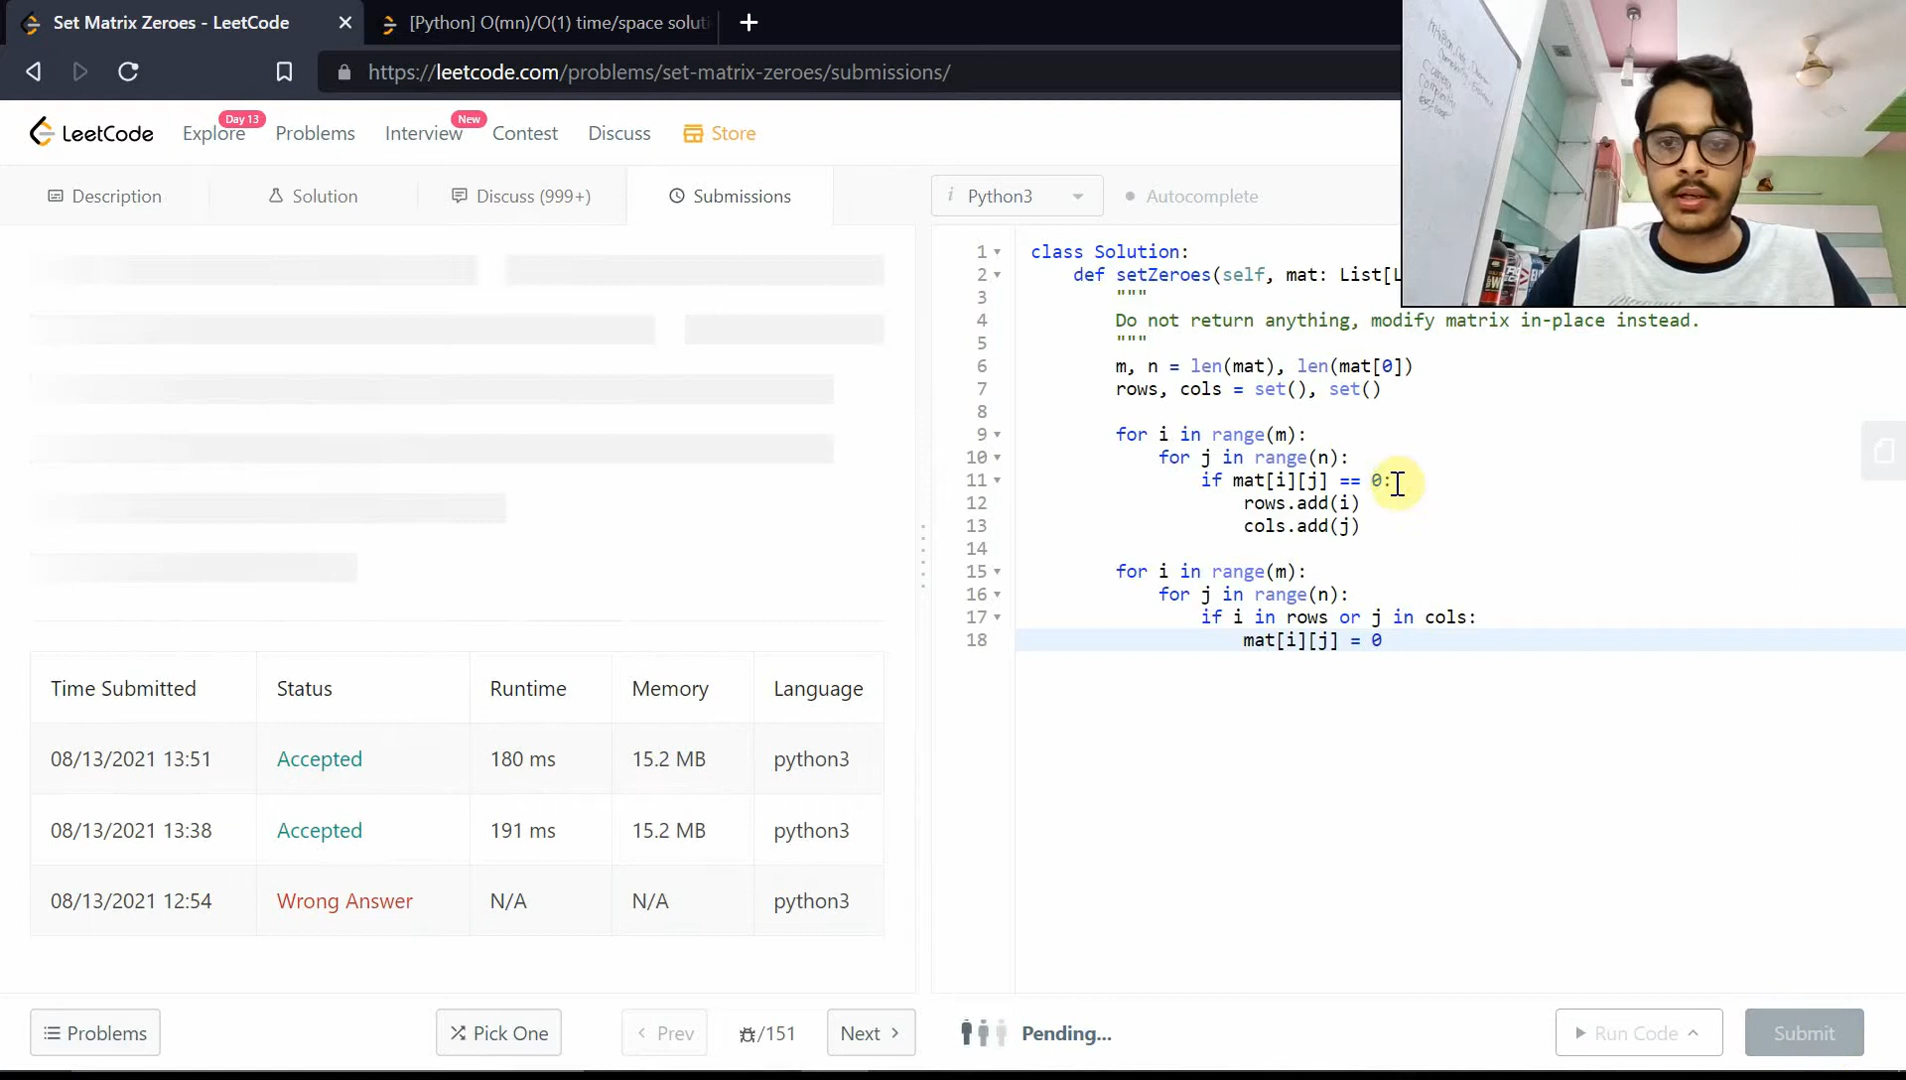 Set Matrix Zeroes - LeetCode
[Python] O(mn)/O(1) time/space soluti
https://leetcode.com/problems/set-matrix-zeroes/submissions/
LeetCode
Explore
Day 13
Problems
Interview
New
Contest
Discuss
Store
Description
Solution
Discuss (999+)
Submissions
Time Submitted Status Runtime Memory Language
08/13/2021 13:51 Accepted 180 ms 15.2 MB python3
08/13/2021 13:38 Accepted 191 ms 15.2 MB python3
08/13/2021 12:54 Wrong Answer N/A N/A python3
Problems
Pick One
Prev
/151
Next
i Python3
Autocomplete
1 class Solution:
2 def setZeroes(self, mat: List[L
3 """
4 Do not return anything, modify matrix in-place instead.
5 """
6 m, n = len(mat), len(mat[0])
7 rows, cols = set(), set()
8
9 for i in range(m):
10 for j in range(n):
11 if mat[i][j] == 0:
12 rows.add(i)
13 cols.add(j)
14
15 for i in range(m):
16 for j in range(n):
17 if i in rows or j in cols:
18 mat[i][j] = 0
Pending...
Run Code
Submit